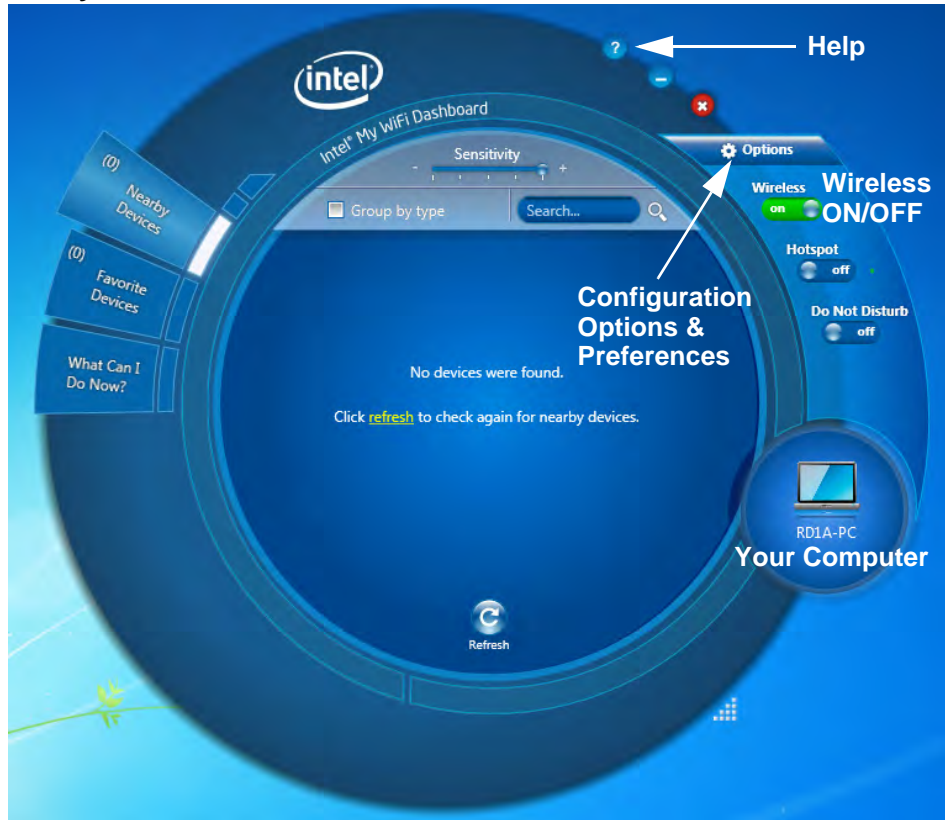 Help
?
intel
Intel® My WiFi Dashboard
Options
Sensitivity
- +
Wireless
Wireless
ON/OFF
on
Group by type
Search...
(0)
Nearby
Devices
Hotspot
off
(0)
Favorite
Devices
Configuration
Options &
Preferences
Do Not Disturb
off
What Can I
Do Now?
No devices were found.
Click refresh to check again for nearby devices.
RD1A-PC
Your Computer
Refresh